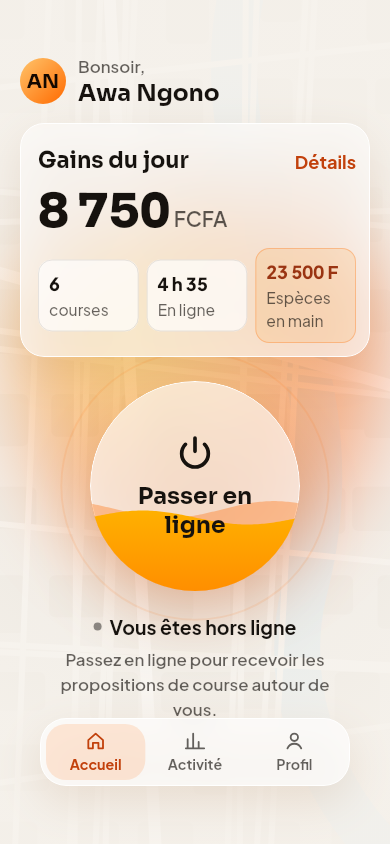 AN
Bonsoir,
Awa Ngono
Gains du jour
Détails
8 750 FCFA
6
courses
4 h 35
En ligne
23 500 F
Espèces
en main
Passer en
ligne
Vous êtes hors ligne
Passez en ligne pour recevoir les
propositions de course autour de
vous.
Accueil
Activité
Profil